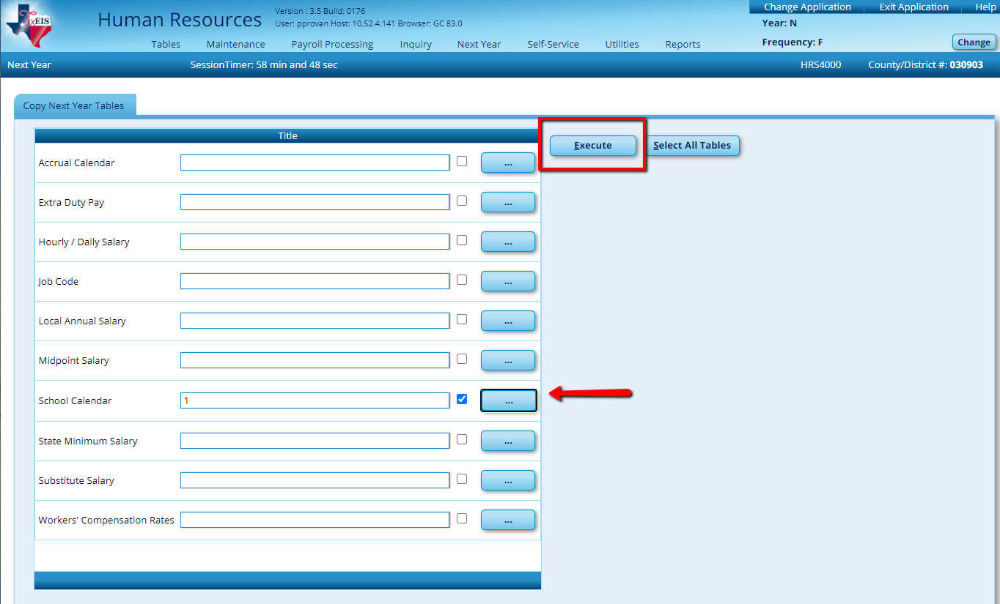 TxEIS
Human Resources
Version : 3.5 Build: 0176
User: pprovan Host: 10.52.4.141 Browser: GC 83.0
Change Application Exit Application Help
Year: N
Frequency: F
Change
Tables Maintenance Payroll Processing Inquiry Next Year Self-Service Utilities Reports
Next Year SessionTimer: 58 min and 48 sec HRS4000 County/District #: 030903
Copy Next Year Tables
Title
Execute Select All Tables
Accrual Calendar ...
Extra Duty Pay ...
Hourly / Daily Salary ...
Job Code ...
Local Annual Salary ...
Midpoint Salary ...
School Calendar 1 ...
State Minimum Salary ...
Substitute Salary ...
Workers' Compensation Rates ...